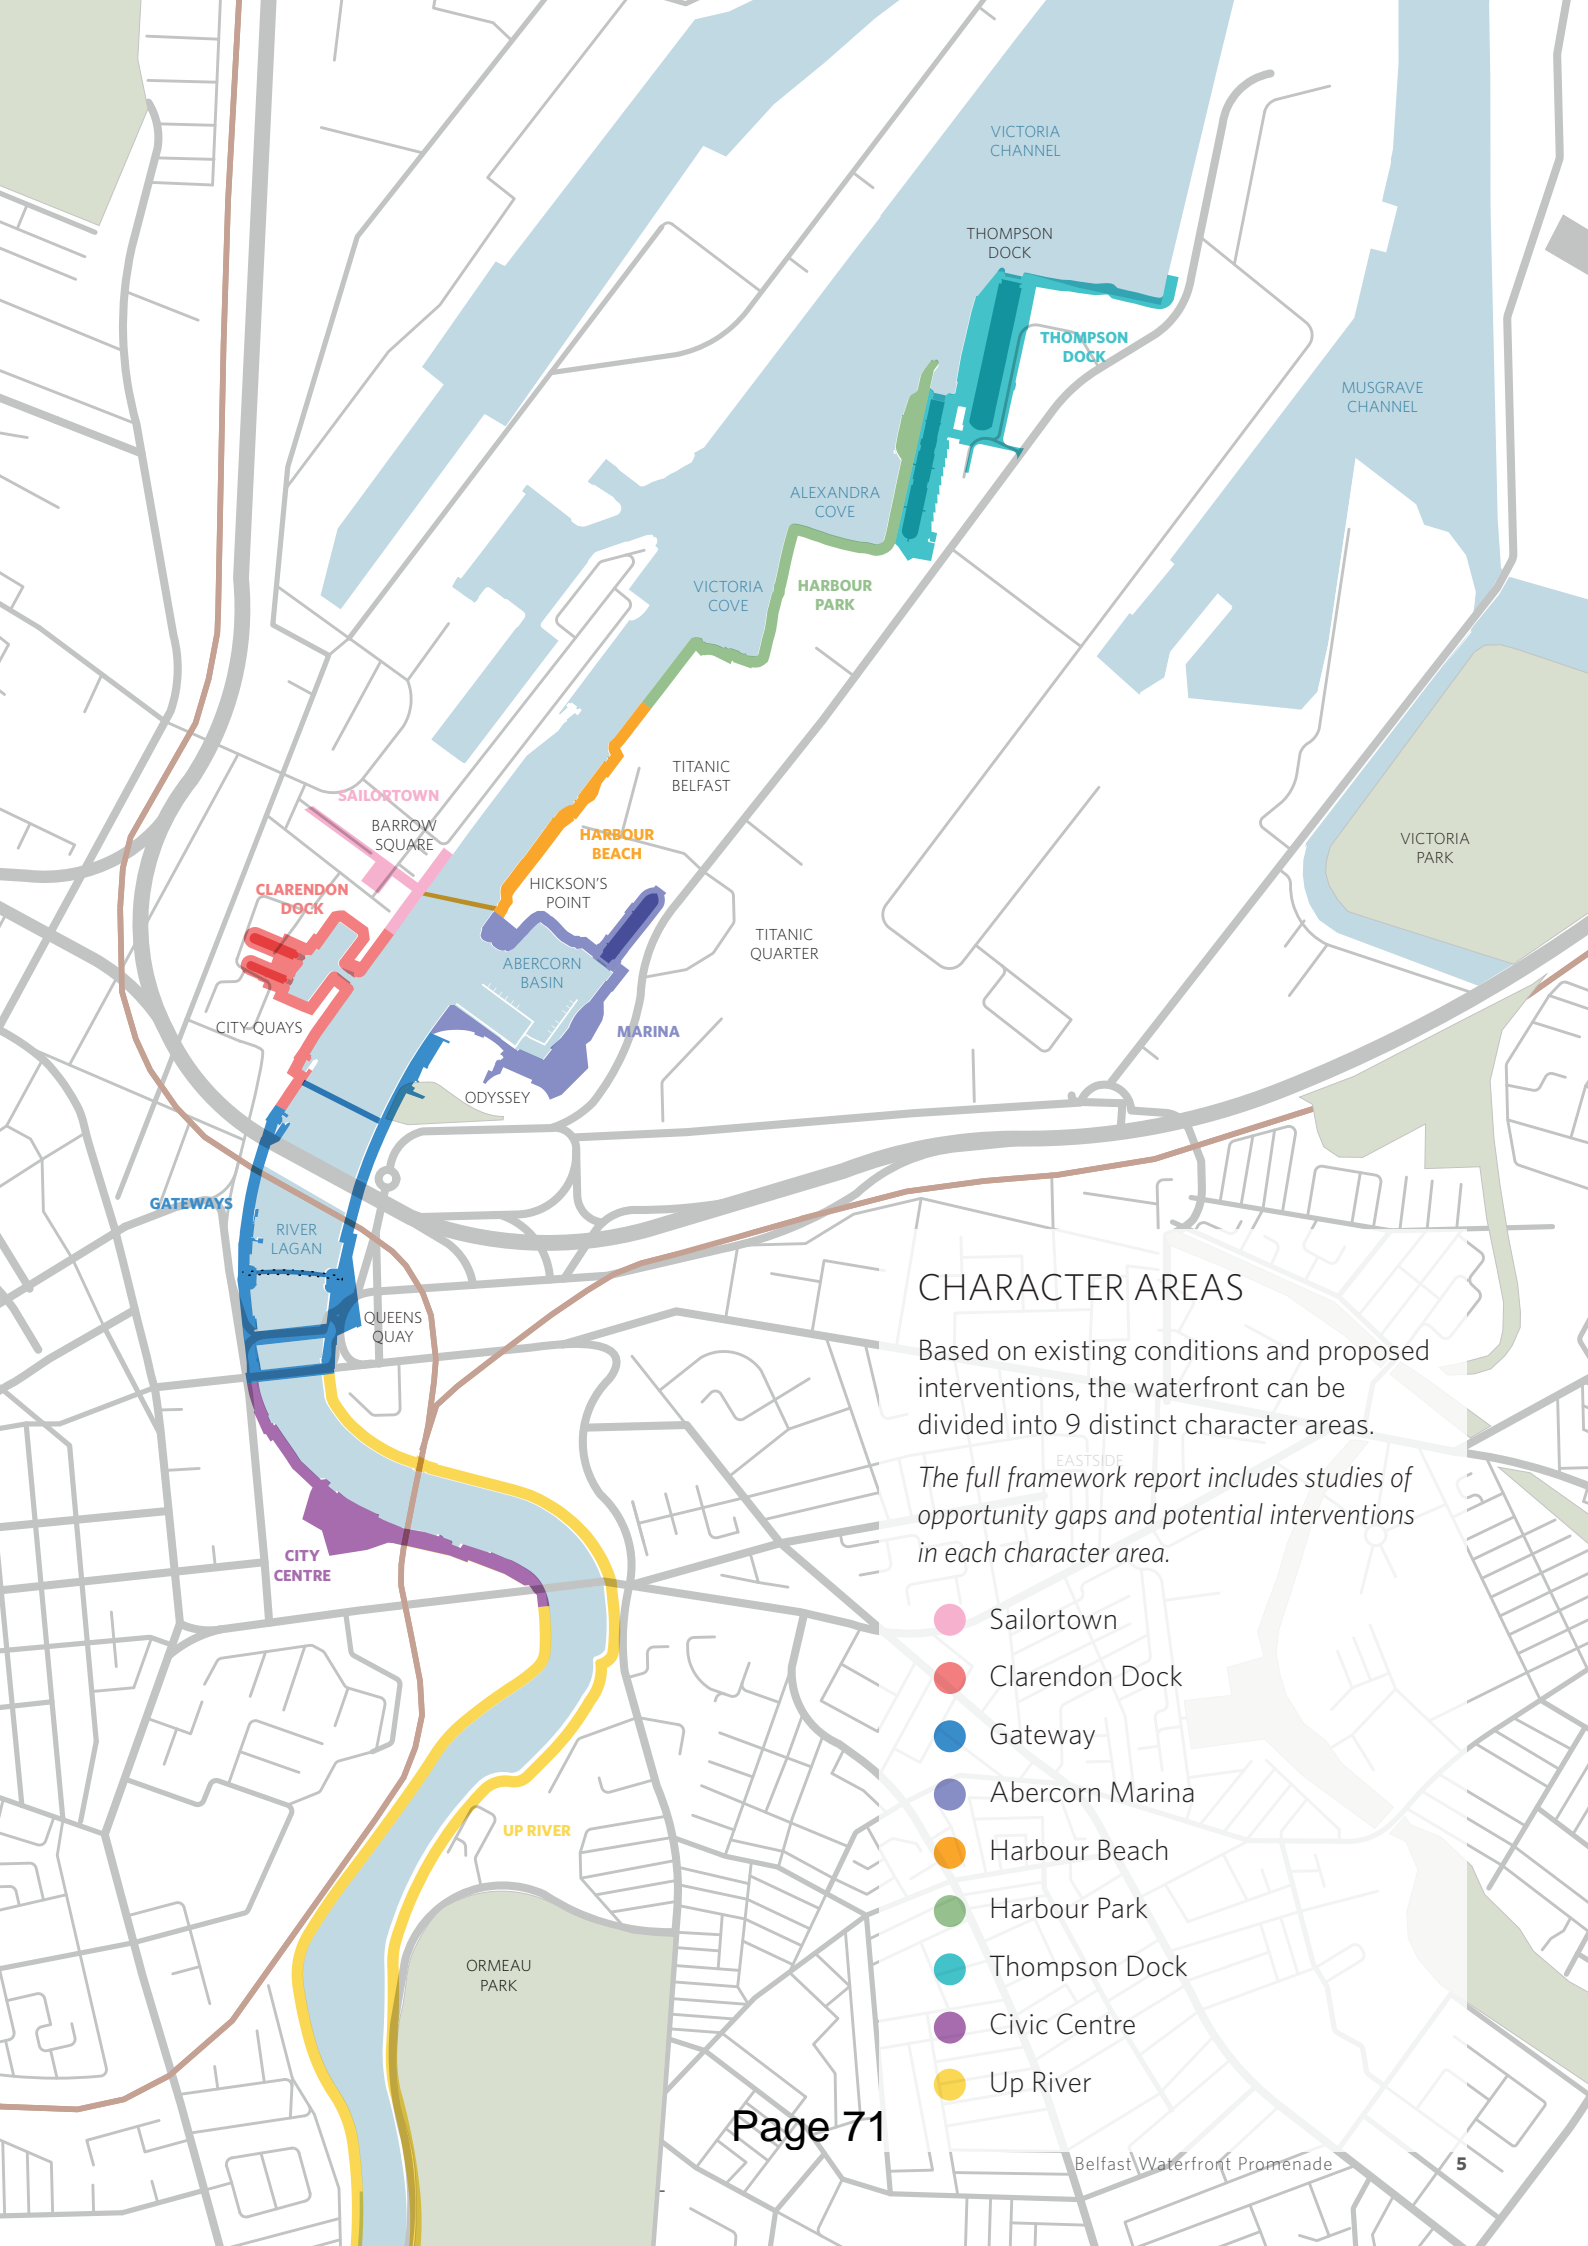 VICTORIA
CHANNEL
THOMPSON
DOCK
THOMPSON
DOCK
MUSGRAVE
CHANNEL
ALEXANDRA
COVE
VICTORIA
COVE
HARBOUR
PARK
TITANIC
BELFAST
SAILORTOWN
BARROW
SQUARE
HARBOUR
BEACH
VICTORIA
PARK
CLARENDON
DOCK
HICKSON'S
POINT
TITANIC
QUARTER
ABERCORN
BASIN
CITY QUAYS
MARINA
ODYSSEY
GATEWAYS
RIVER
LAGAN
QUEENS
QUAY
CITY
CENTRE
UP RIVER
ORMEAU
PARK
CHARACTER AREAS
Based on existing conditions and proposed
interventions, the waterfront can be
divided into 9 distinct character areas.
EASTSIDE
The full framework report includes studies of
opportunity gaps and potential interventions
in each character area.
Sailortown
Clarendon Dock
Gateway
Abercorn Marina
Harbour Beach
Harbour Park
Thompson Dock
Civic Centre
Up River
Page 71
Belfast Waterfront Promenade 5